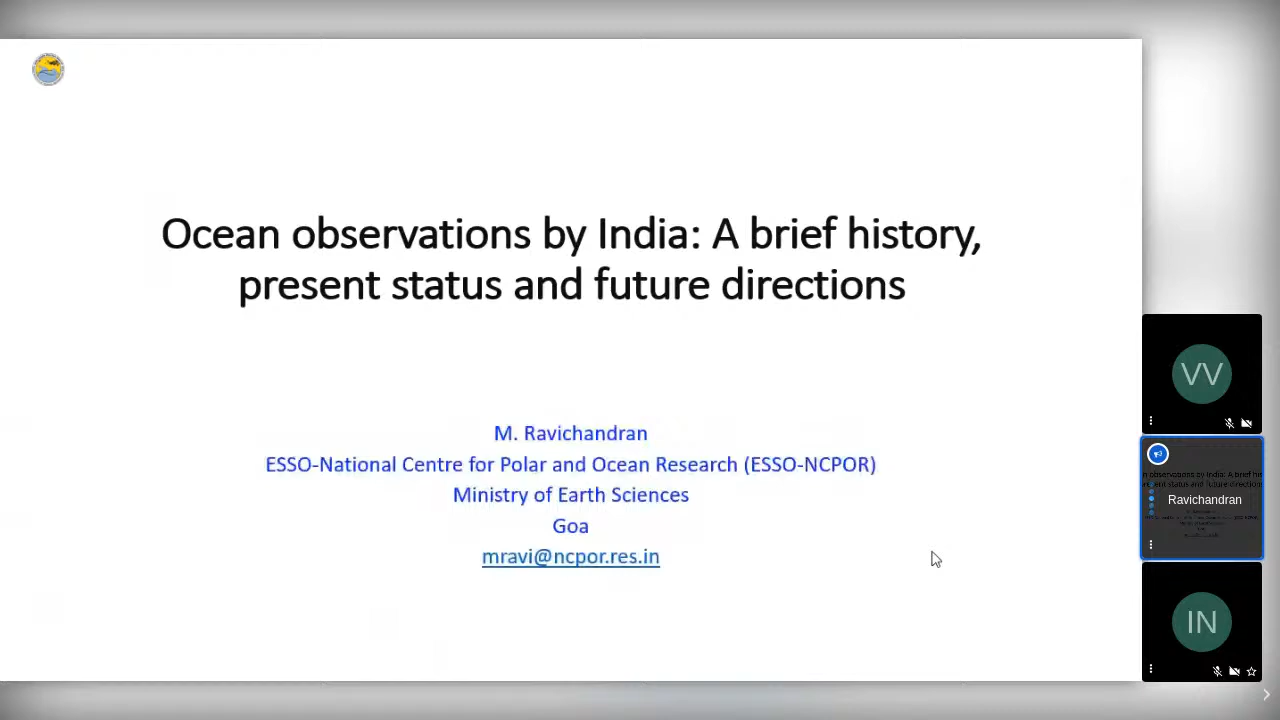 Ocean observations by India: A brief history,
present status and future directions
M. Ravichandran
ESSO-National Centre for Polar and Ocean Research (ESSO-NCPOR)
Ministry of Earth Sciences
Goa
mravi@ncpor.res.in
VV
Ravichandran
IN